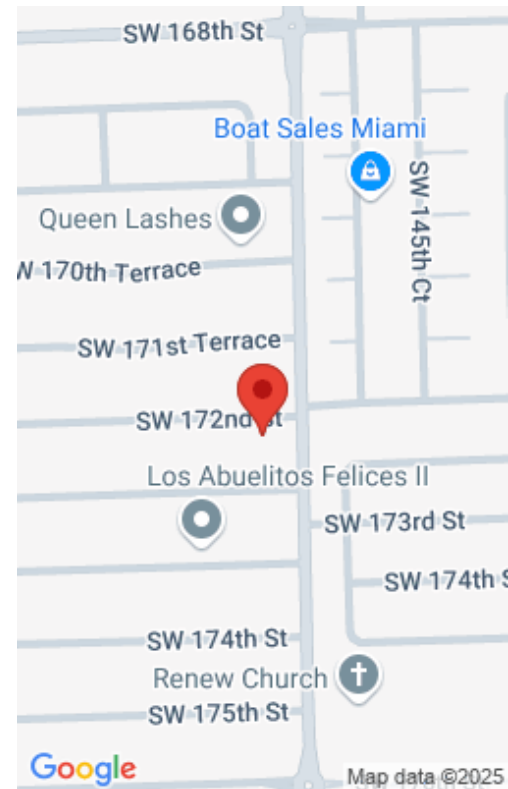 SW 168th St
Boat Sales Miami
SW 145th Ct
Queen Lashes
W 170th Terrace
SW 171st Terrace
SW 172nd St
Los Abuelitos Felices II
SW 173rd St
SW 174th S
SW 174th St
Renew Church
SW 175th St
Google
Map data ©2025